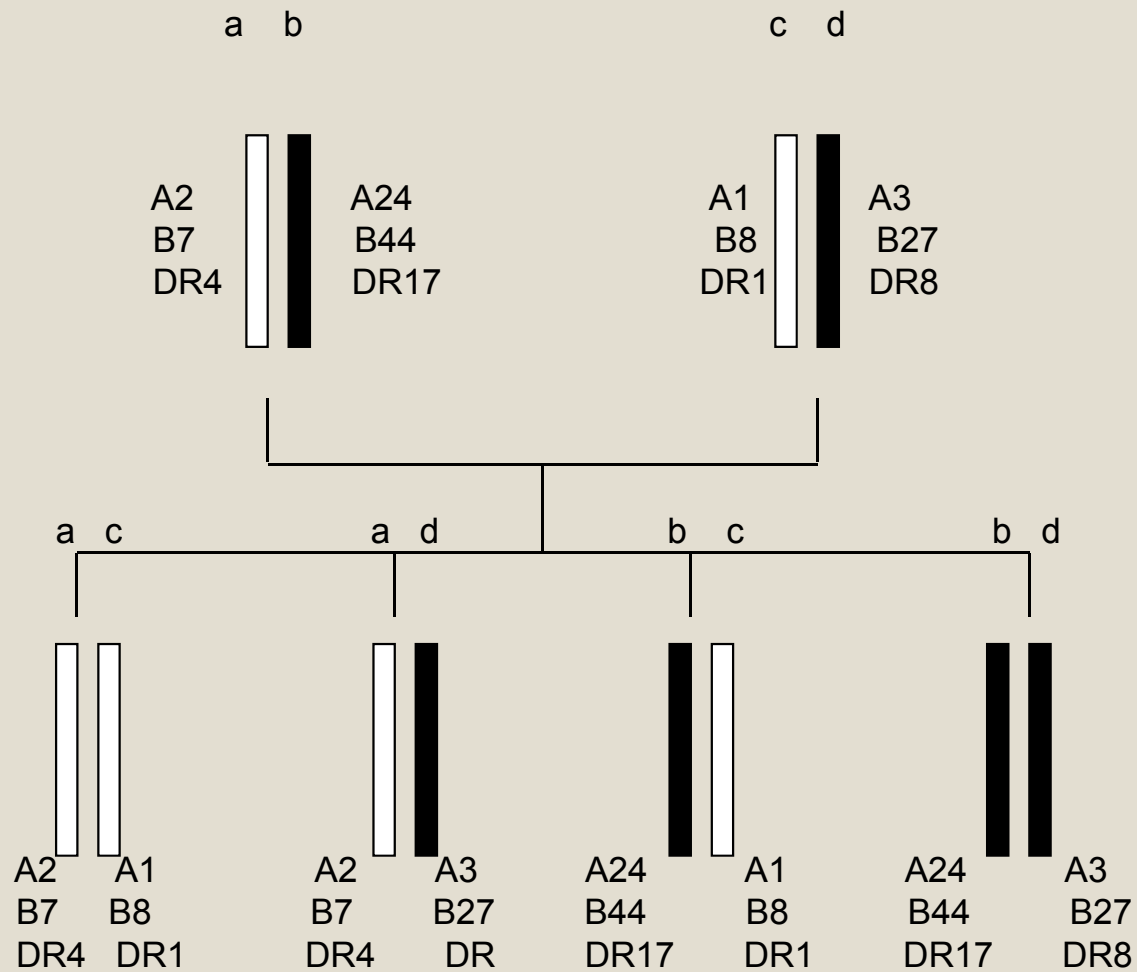 a b c d
A2 A24 A1 A3
B7 B44 B8 B27
DR4 DR17 DR1 DR8
a c a d b c b d
A2 A1 A2 A3 A24 A1 A24 A3
B7 B8 B7 B27 B44 B8 B44 B27
DR4 DR1 DR4 DR DR17 DR1 DR17 DR8